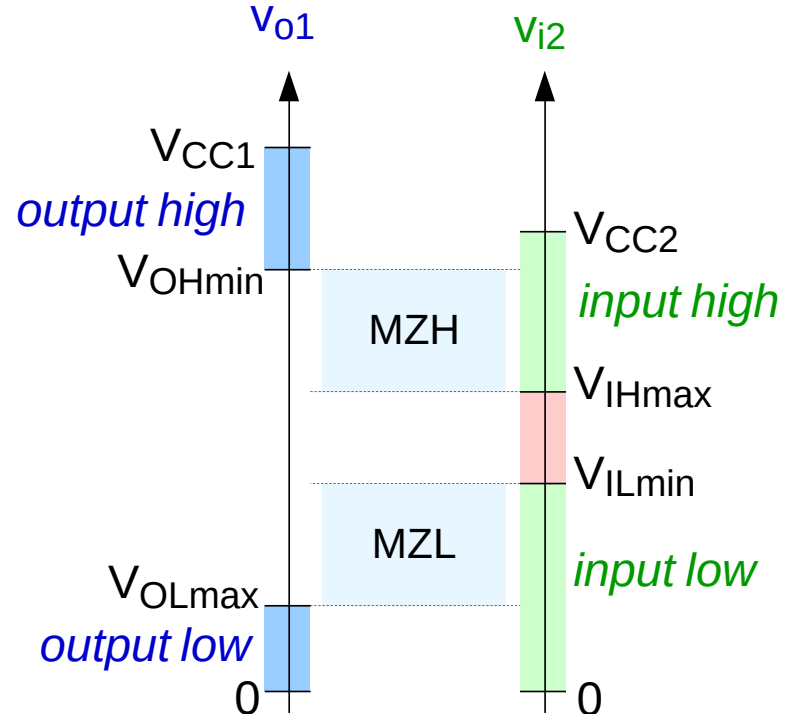 vo1
vi2
VCC1
output high
VCC2
VOHmin
input high
MZH
VIHmax
VILmin
MZL
input low
VOLmax
output low
0
0